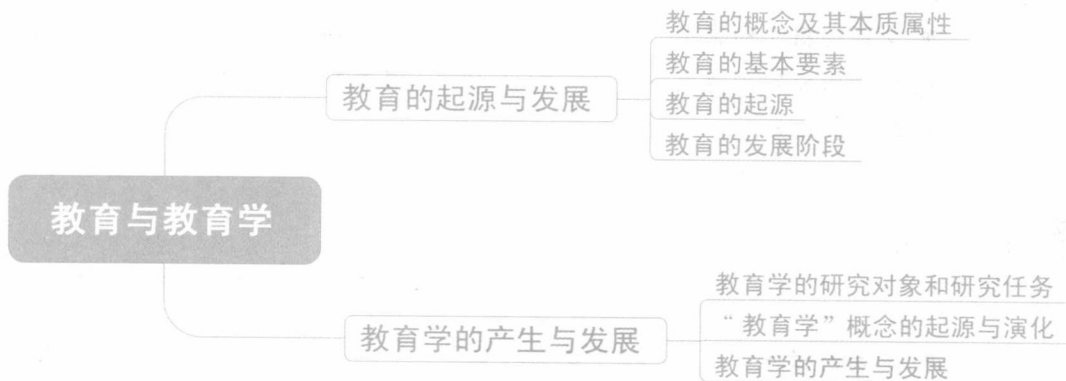 教育的概念及其本质属性
教育的基本要素
教育的起源与发展
教育的起源
教育的发展阶段
教育与教育学
教育学的研究对象和研究任务
“教育学”概念的起源与演化
教育学的产生与发展
教育学的产生与发展